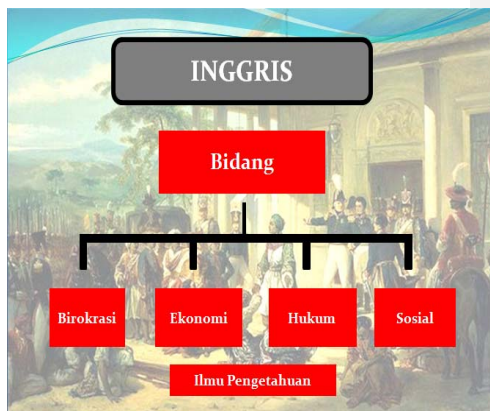 INGGRIS
Bidang
Birokrasi
Ekonomi
Hukum
Sosial
Ilmu Pengetahuan